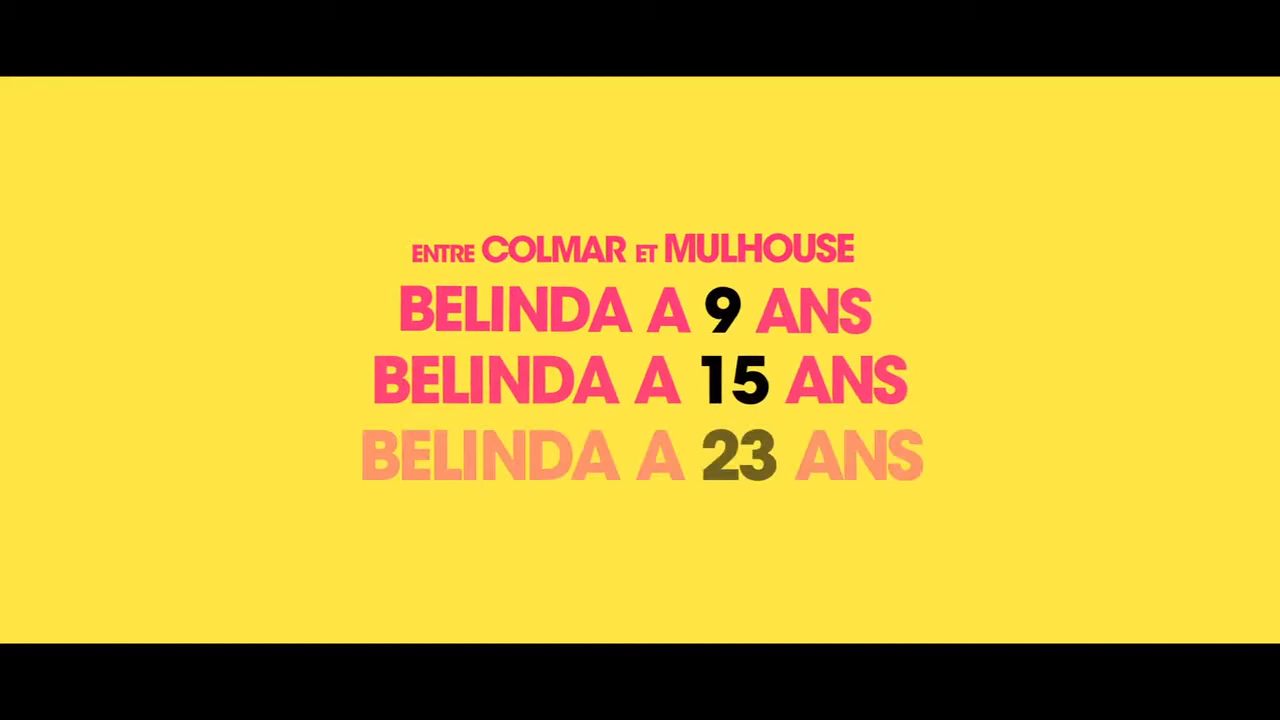 ENTRE COLMAR ET MULHOUSE
BELINDA A 9 ANS
BELINDA A 15 ANS
BELINDA A 23 ANS